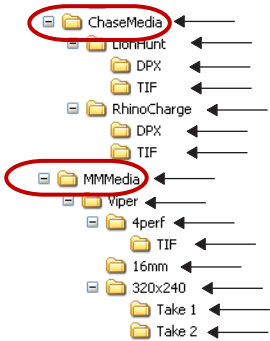 ChaseMedia
LionHunt
DPX
TIF
RhinoCharge
DPX
TIF
MMMedia
Viper
4perf
TIF
16mm
320x240
Take 1
Take 2